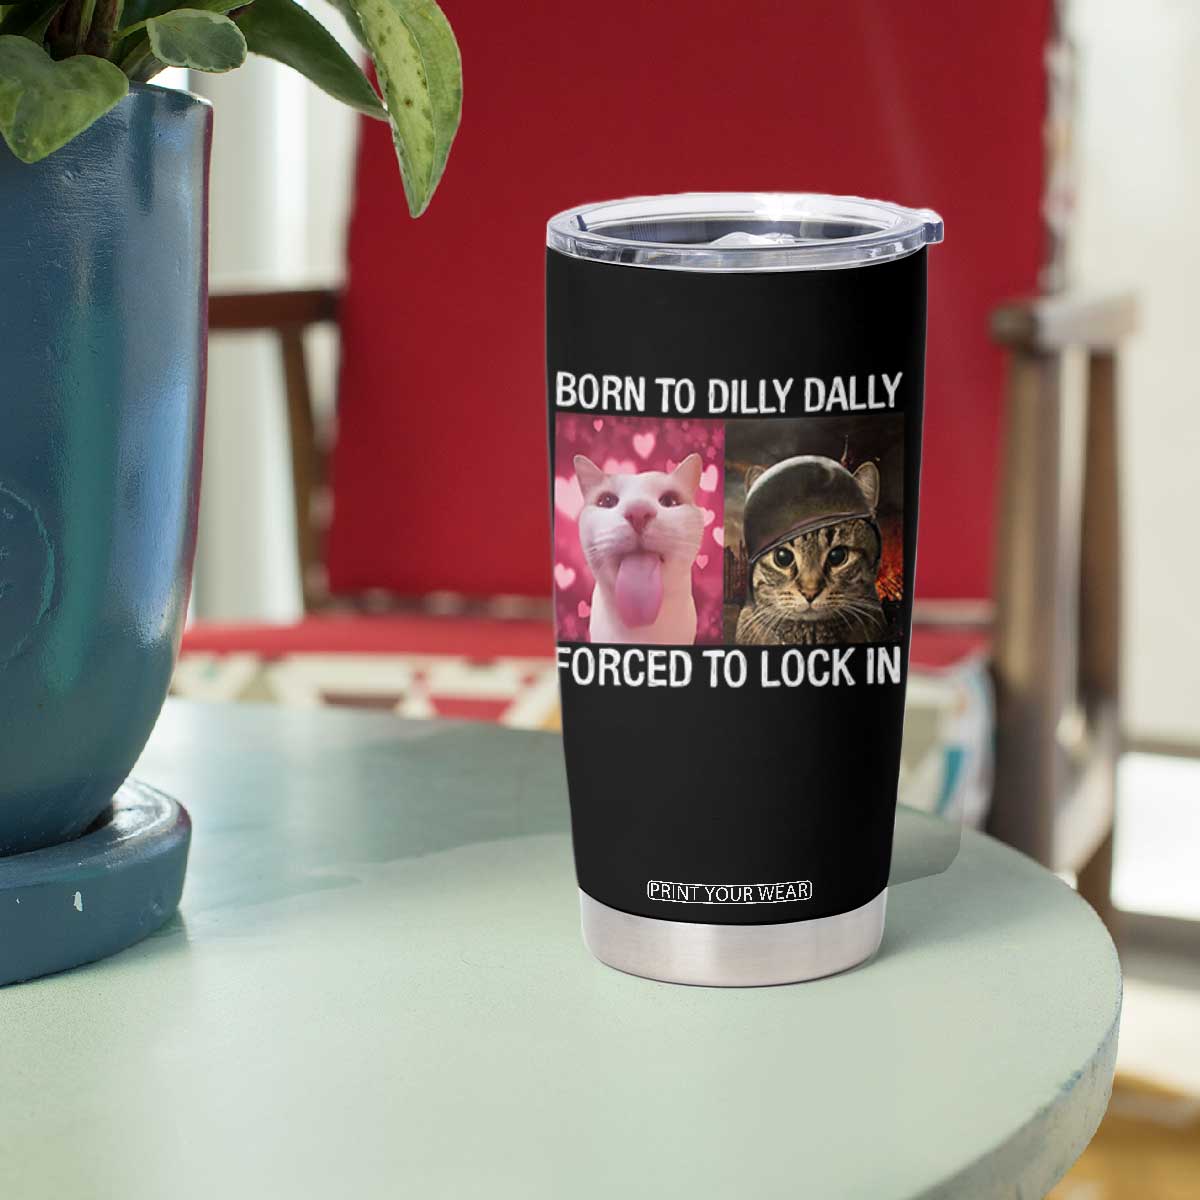 BORN TO DILLY DALLY
FORCED TO LOCK IN
PRINT YOUR WEAR